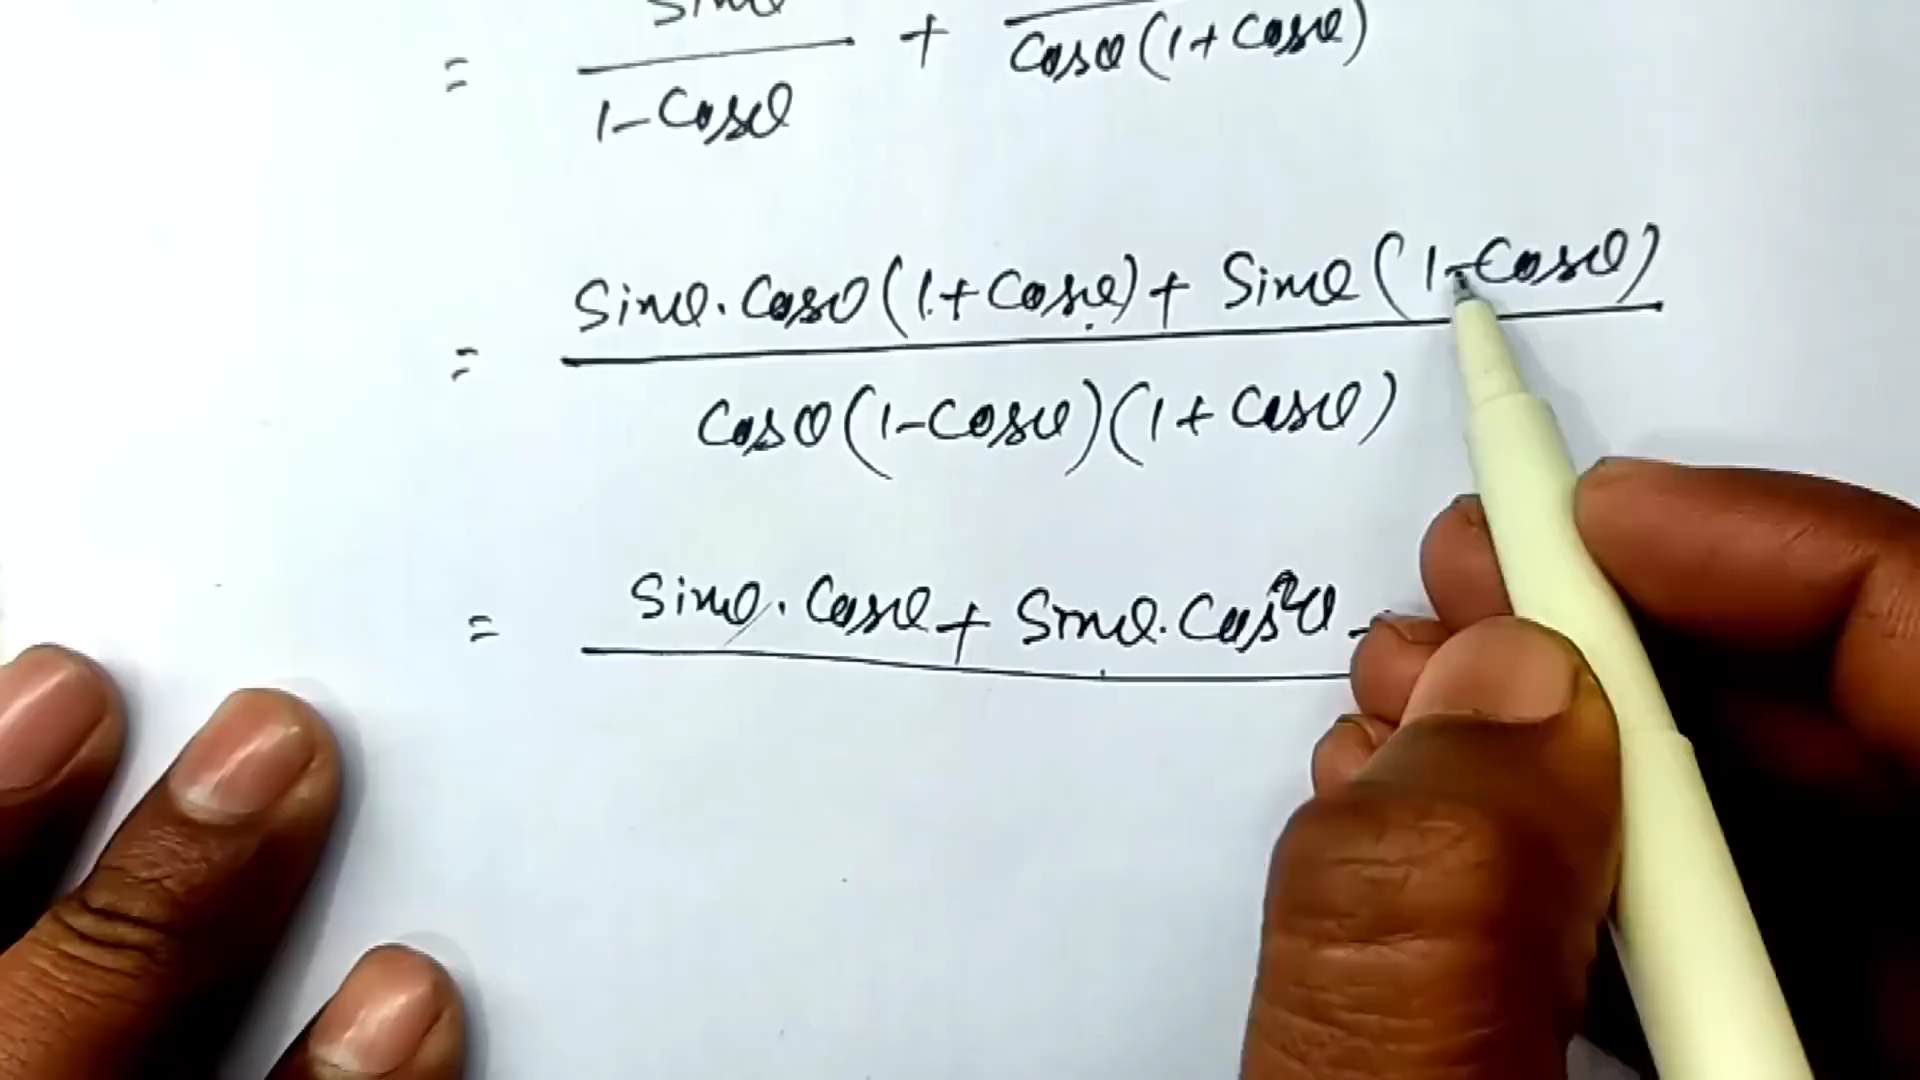 = Sinθ / 1-Cosθ + / Cosθ(1+Cosθ)
= Sinθ.Cosθ(1+Cosθ)+Sinθ(1-Cosθ) / Cosθ(1-Cosθ)(1+Cosθ)
= Sinθ.Cosθ+Sinθ.Cos²θ